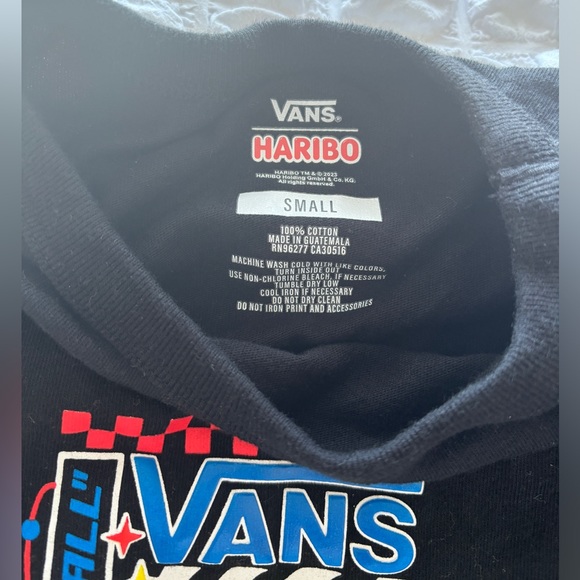 VANS®
HARIBO
HARIBO TM & © 2023
HARIBO Holding GmbH & Co. KG.
All rights reserved.
SMALL
100% COTTON
MADE IN GUATEMALA
RN96277 CA30516
MACHINE WASH COLD WITH LIKE COLORS,
TURN INSIDE OUT
USE NON-CHLORINE BLEACH, IF NECESSARY
TUMBLE DRY LOW
COOL IRON IF NECESSARY
DO NOT DRY CLEAN
DO NOT IRON PRINT AND ACCESSORIES
VANS
ALL"